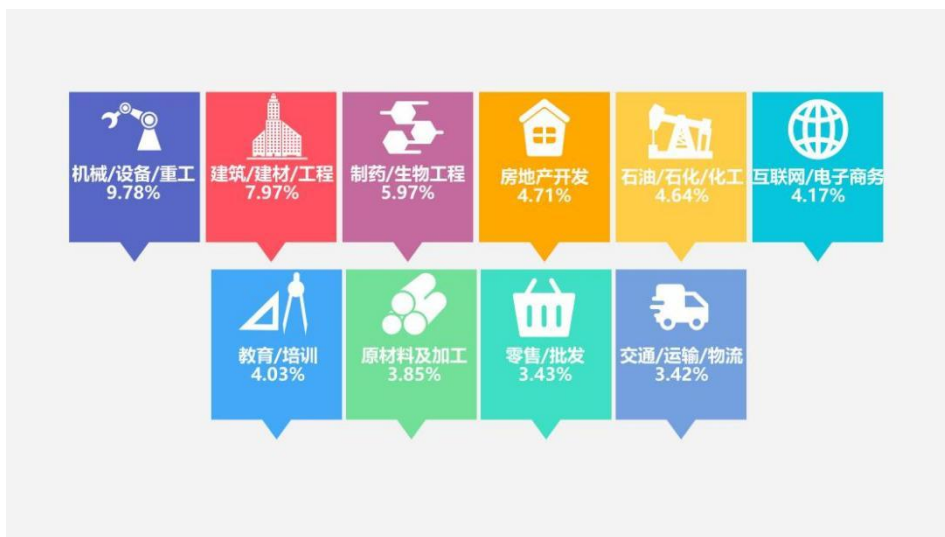 机械/设备/重工
9.78%
建筑/建材/工程
7.97%
制药/生物工程
5.97%
房地产开发
4.71%
石油/石化/化工
4.64%
互联网/电子商务
4.17%
教育/培训
4.03%
原材料及加工
3.85%
零售/批发
3.43%
交通/运输/物流
3.42%